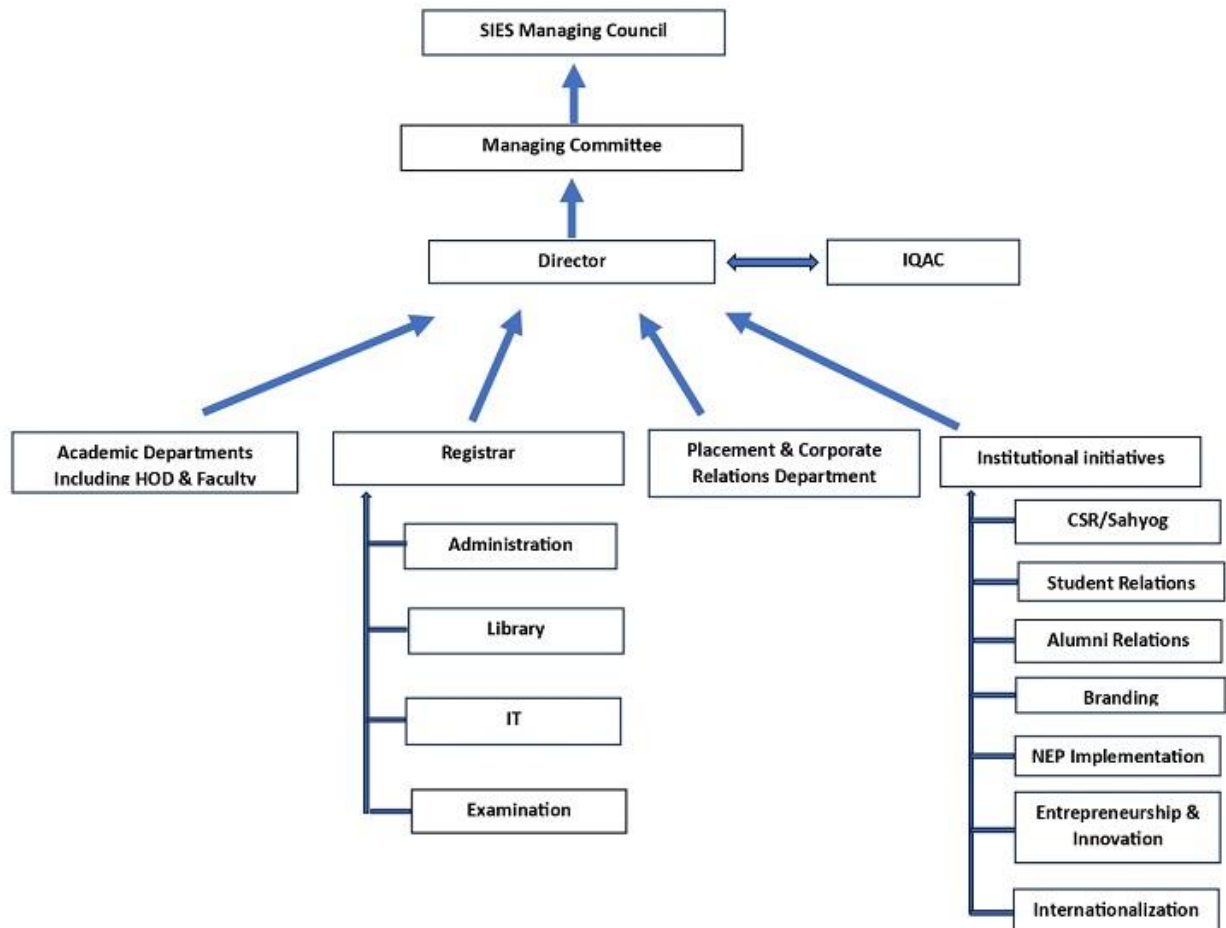 SIES Managing Council
Managing Committee
Director
IQAC
Academic Departments
Including HOD & Faculty
Registrar
Placement & Corporate
Relations Department
Institutional initiatives
Administration
Library
IT
Examination
CSR/Sahyog
Student Relations
Alumni Relations
Branding
NEP Implementation
Entrepreneurship &
Innovation
Internationalization